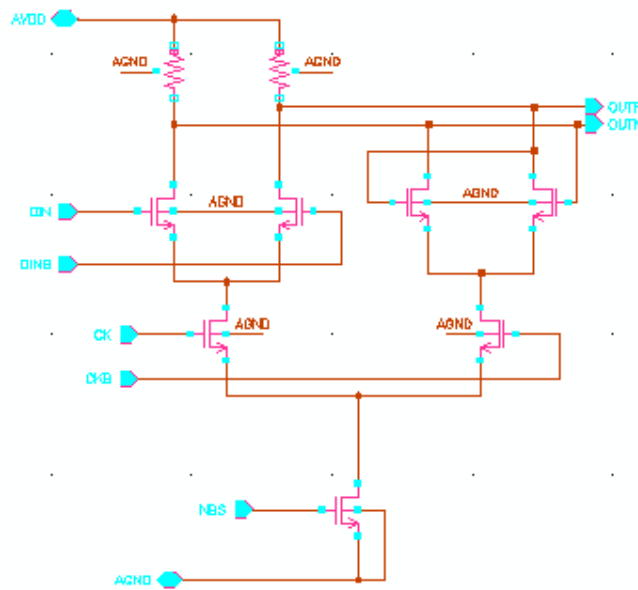 AVDD
AGND
AGND
OUTP
OUTN
DIN
AGND
AGND
DINB
CK
AGND
AGND
CKB
NBS
AGND